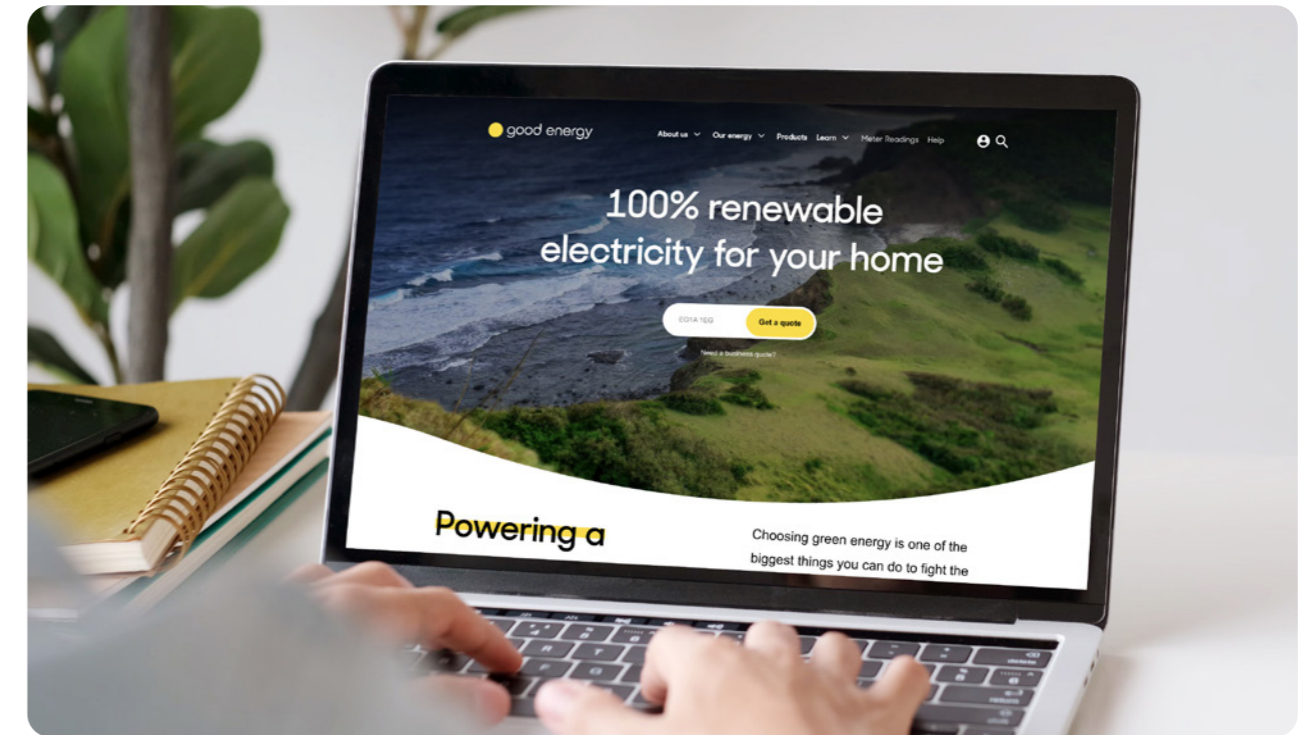 good energy
About us Our energy Products Learn Meter Readings Help
100% renewable
electricity for your home
Get a quote
Need a business quote?
Powering a
Choosing green energy is one of the
biggest things you can do to fight the